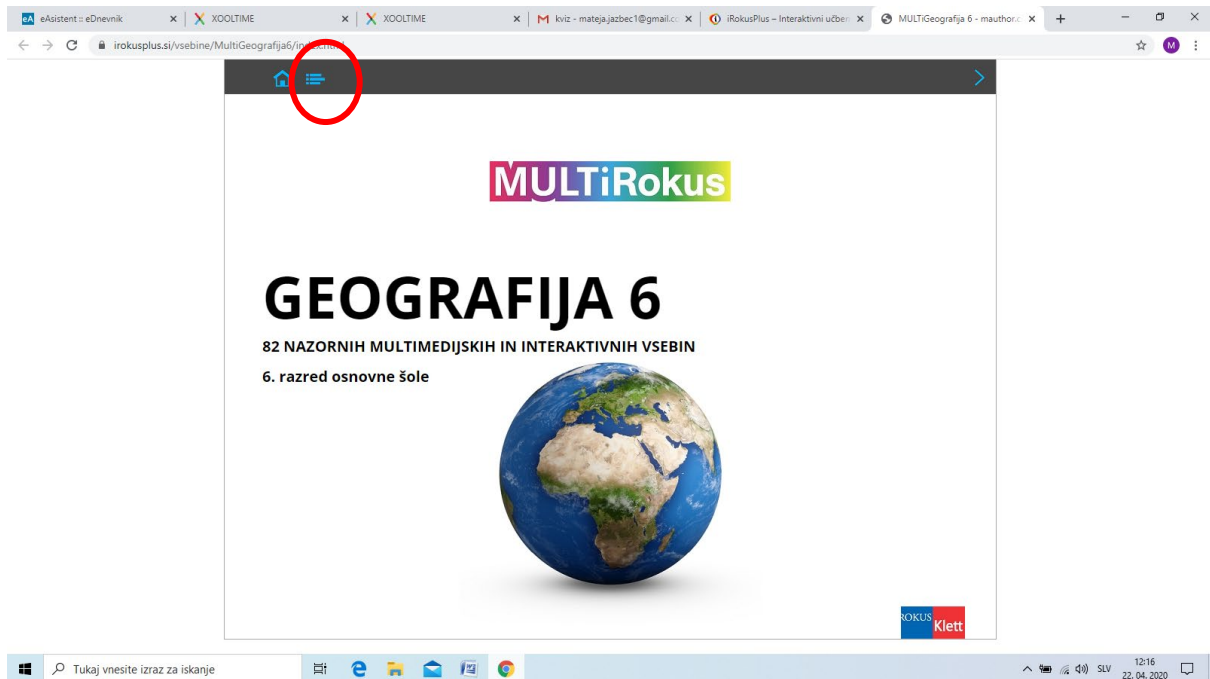 eA eAsistent :: eDnevnik
XOOLTIME
XOOLTIME
kviz - mateja.jazbec1@gmail.c
iRokusPlus – Interaktivni učben
MULTiGeografija 6 - mauthor.c
irokusplus.si/vsebine/MultiGeografija6/
M
MULTiRokus
GEOGRAFIJA 6
82 NAZORNIH MULTIMEDIJSKIH IN INTERAKTIVNIH VSEBIN
6. razred osnovne šole
ROKUS
Klett
Tukaj vnesite izraz za iskanje
SLV
12:16
22. 04. 2020